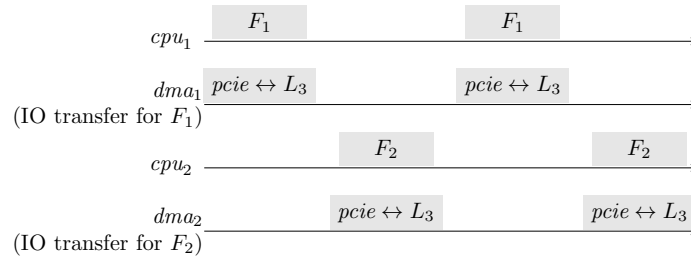 F₁ F₁
cpu₁
dma₁ pcie ↔ L₃ pcie ↔ L₃
(IO transfer for F₁)
F₂ F₂
cpu₂
dma₂ pcie ↔ L₃ pcie ↔ L₃
(IO transfer for F₂)